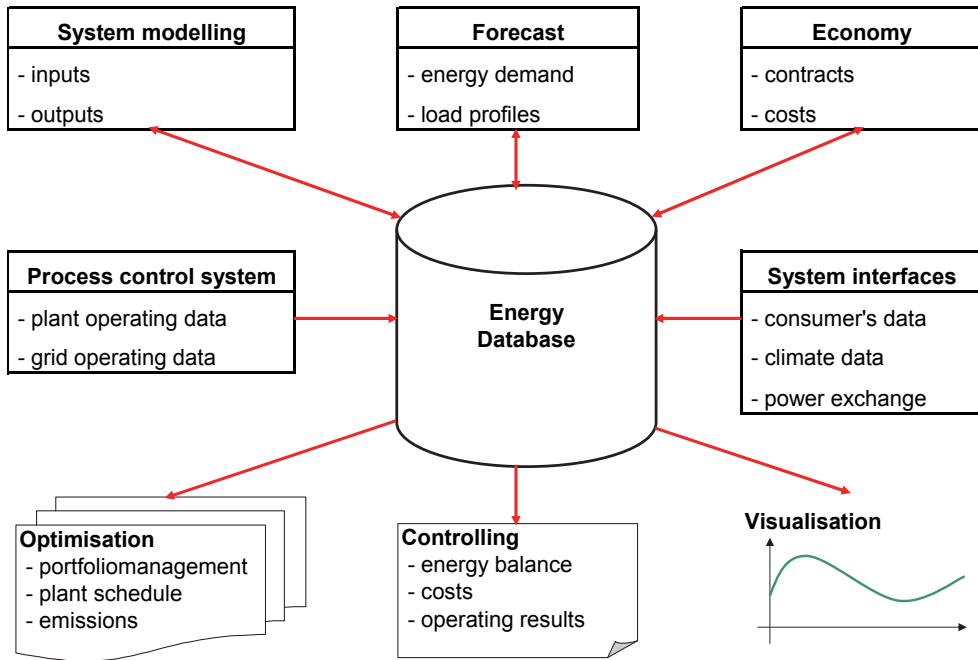 System modelling
- inputs
- outputs
Forecast
- energy demand
- load profiles
Economy
- contracts
- costs
Process control system
- plant operating data
- grid operating data
Energy
Database
System interfaces
- consumer's data
- climate data
- power exchange
Optimisation
- portfoliomanagement
- plant schedule
- emissions
Controlling
- energy balance
- costs
- operating results
Visualisation